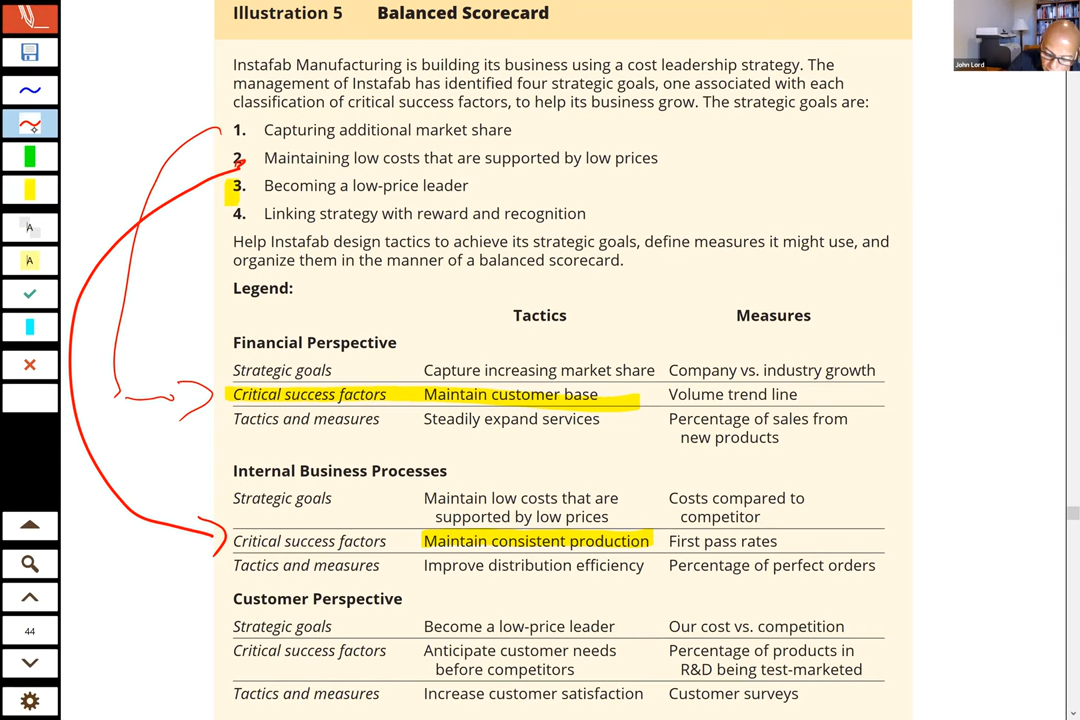 Illustration 5 Balanced Scorecard
John Lord
Instafab Manufacturing is building its business using a cost leadership strategy. The
management of Instafab has identified four strategic goals, one associated with each
classification of critical success factors, to help its business grow. The strategic goals are:
1. Capturing additional market share
2. Maintaining low costs that are supported by low prices
3. Becoming a low-price leader
4. Linking strategy with reward and recognition
Help Instafab design tactics to achieve its strategic goals, define measures it might use, and
organize them in the manner of a balanced scorecard.
Legend:
Tactics Measures
Financial Perspective
Strategic goals Capture increasing market share Company vs. industry growth
Critical success factors Maintain customer base Volume trend line
Tactics and measures Steadily expand services Percentage of sales from
new products
Internal Business Processes
Strategic goals Maintain low costs that are Costs compared to
supported by low prices competitor
Critical success factors Maintain consistent production First pass rates
Tactics and measures Improve distribution efficiency Percentage of perfect orders
Customer Perspective
Strategic goals Become a low-price leader Our cost vs. competition
Critical success factors Anticipate customer needs Percentage of products in
before competitors R&D being test-marketed
Tactics and measures Increase customer satisfaction Customer surveys
A
A
44